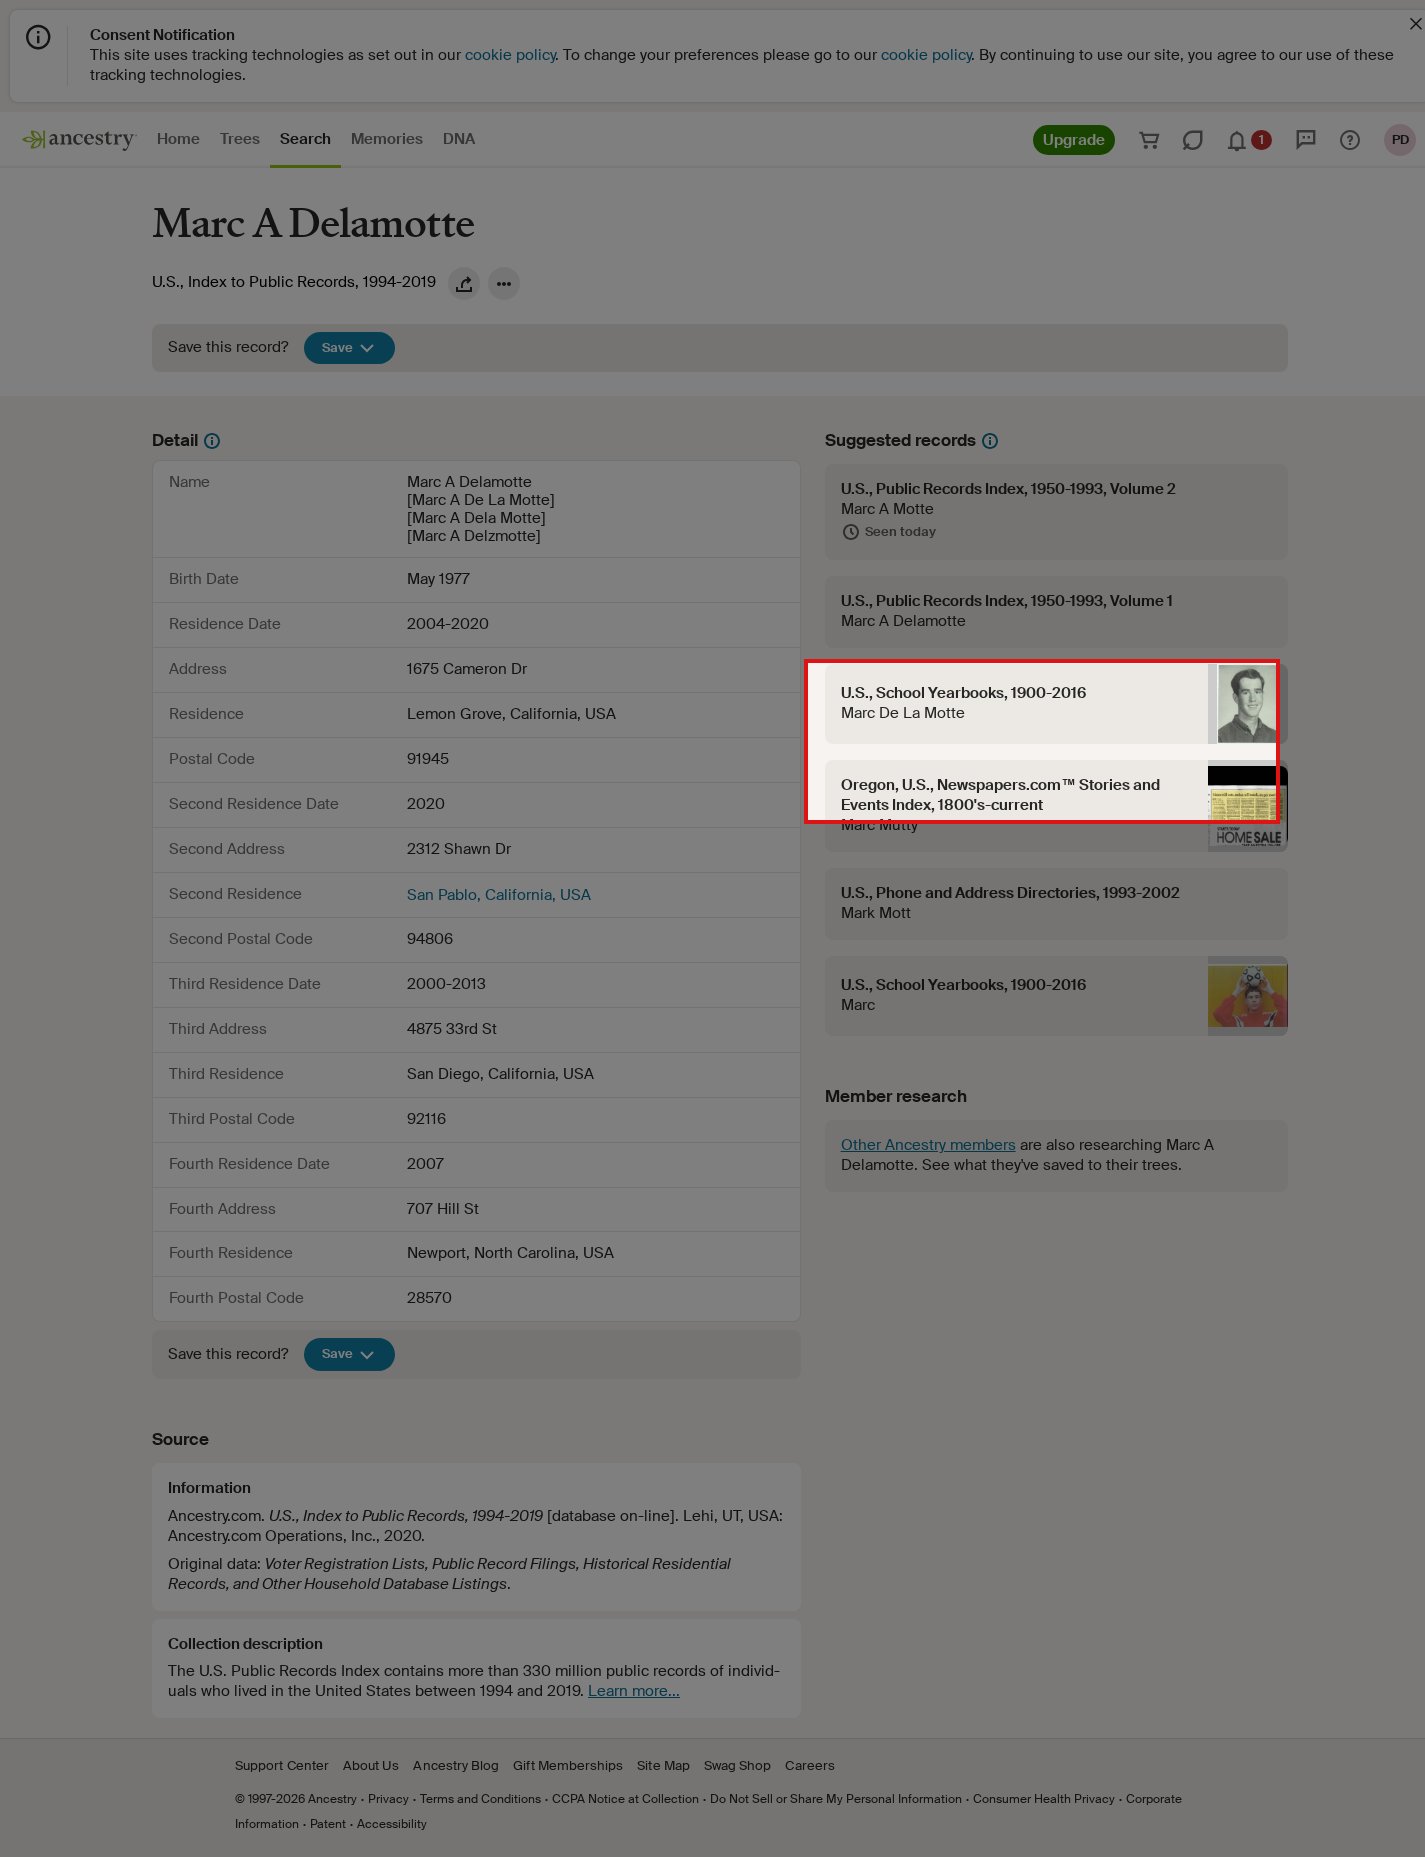 Consent Notification
This site uses tracking technologies as set out in our cookie policy. To change your preferences please go to our cookie policy. By continuing to use our site, you agree to our use of these
tracking technologies.
ancestry
Home
Trees
Search
Memories
DNA
Upgrade
1
PD
Marc A Delamotte
U.S., Index to Public Records, 1994-2019
Save this record?
Save
Detail
Name
Marc A Delamotte
[Marc A De La Motte]
[Marc A Dela Motte]
[Marc A Delzmotte]
Birth Date
May 1977
Residence Date
2004-2020
Address
1675 Cameron Dr
Residence
Lemon Grove, California, USA
Postal Code
91945
Second Residence Date
2020
Second Address
2312 Shawn Dr
Second Residence
San Pablo, California, USA
Second Postal Code
94806
Third Residence Date
2000-2013
Third Address
4875 33rd St
Third Residence
San Diego, California, USA
Third Postal Code
92116
Fourth Residence Date
2007
Fourth Address
707 Hill St
Fourth Residence
Newport, North Carolina, USA
Fourth Postal Code
28570
Save this record?
Save
Suggested records
U.S., Public Records Index, 1950-1993, Volume 2
Marc A Motte
Seen today
U.S., Public Records Index, 1950-1993, Volume 1
Marc A Delamotte
U.S., School Yearbooks, 1900-2016
Marc De La Motte
Oregon, U.S., Newspapers.com™ Stories and
Events Index, 1800's-current
Marc Mutty
HOME SALE
U.S., Phone and Address Directories, 1993-2002
Mark Mott
U.S., School Yearbooks, 1900-2016
Marc
Member research
Other Ancestry members are also researching Marc A
Delamotte. See what they've saved to their trees.
Source
Information
Ancestry.com. U.S., Index to Public Records, 1994-2019 [database on-line]. Lehi, UT, USA:
Ancestry.com Operations, Inc., 2020.
Original data: Voter Registration Lists, Public Record Filings, Historical Residential
Records, and Other Household Database Listings.
Collection description
The U.S. Public Records Index contains more than 330 million public records of individ-
uals who lived in the United States between 1994 and 2019. Learn more...
Support Center
About Us
Ancestry Blog
Gift Memberships
Site Map
Swag Shop
Careers
© 1997-2026 Ancestry • Privacy • Terms and Conditions • CCPA Notice at Collection • Do Not Sell or Share My Personal Information • Consumer Health Privacy • Corporate
Information • Patent • Accessibility